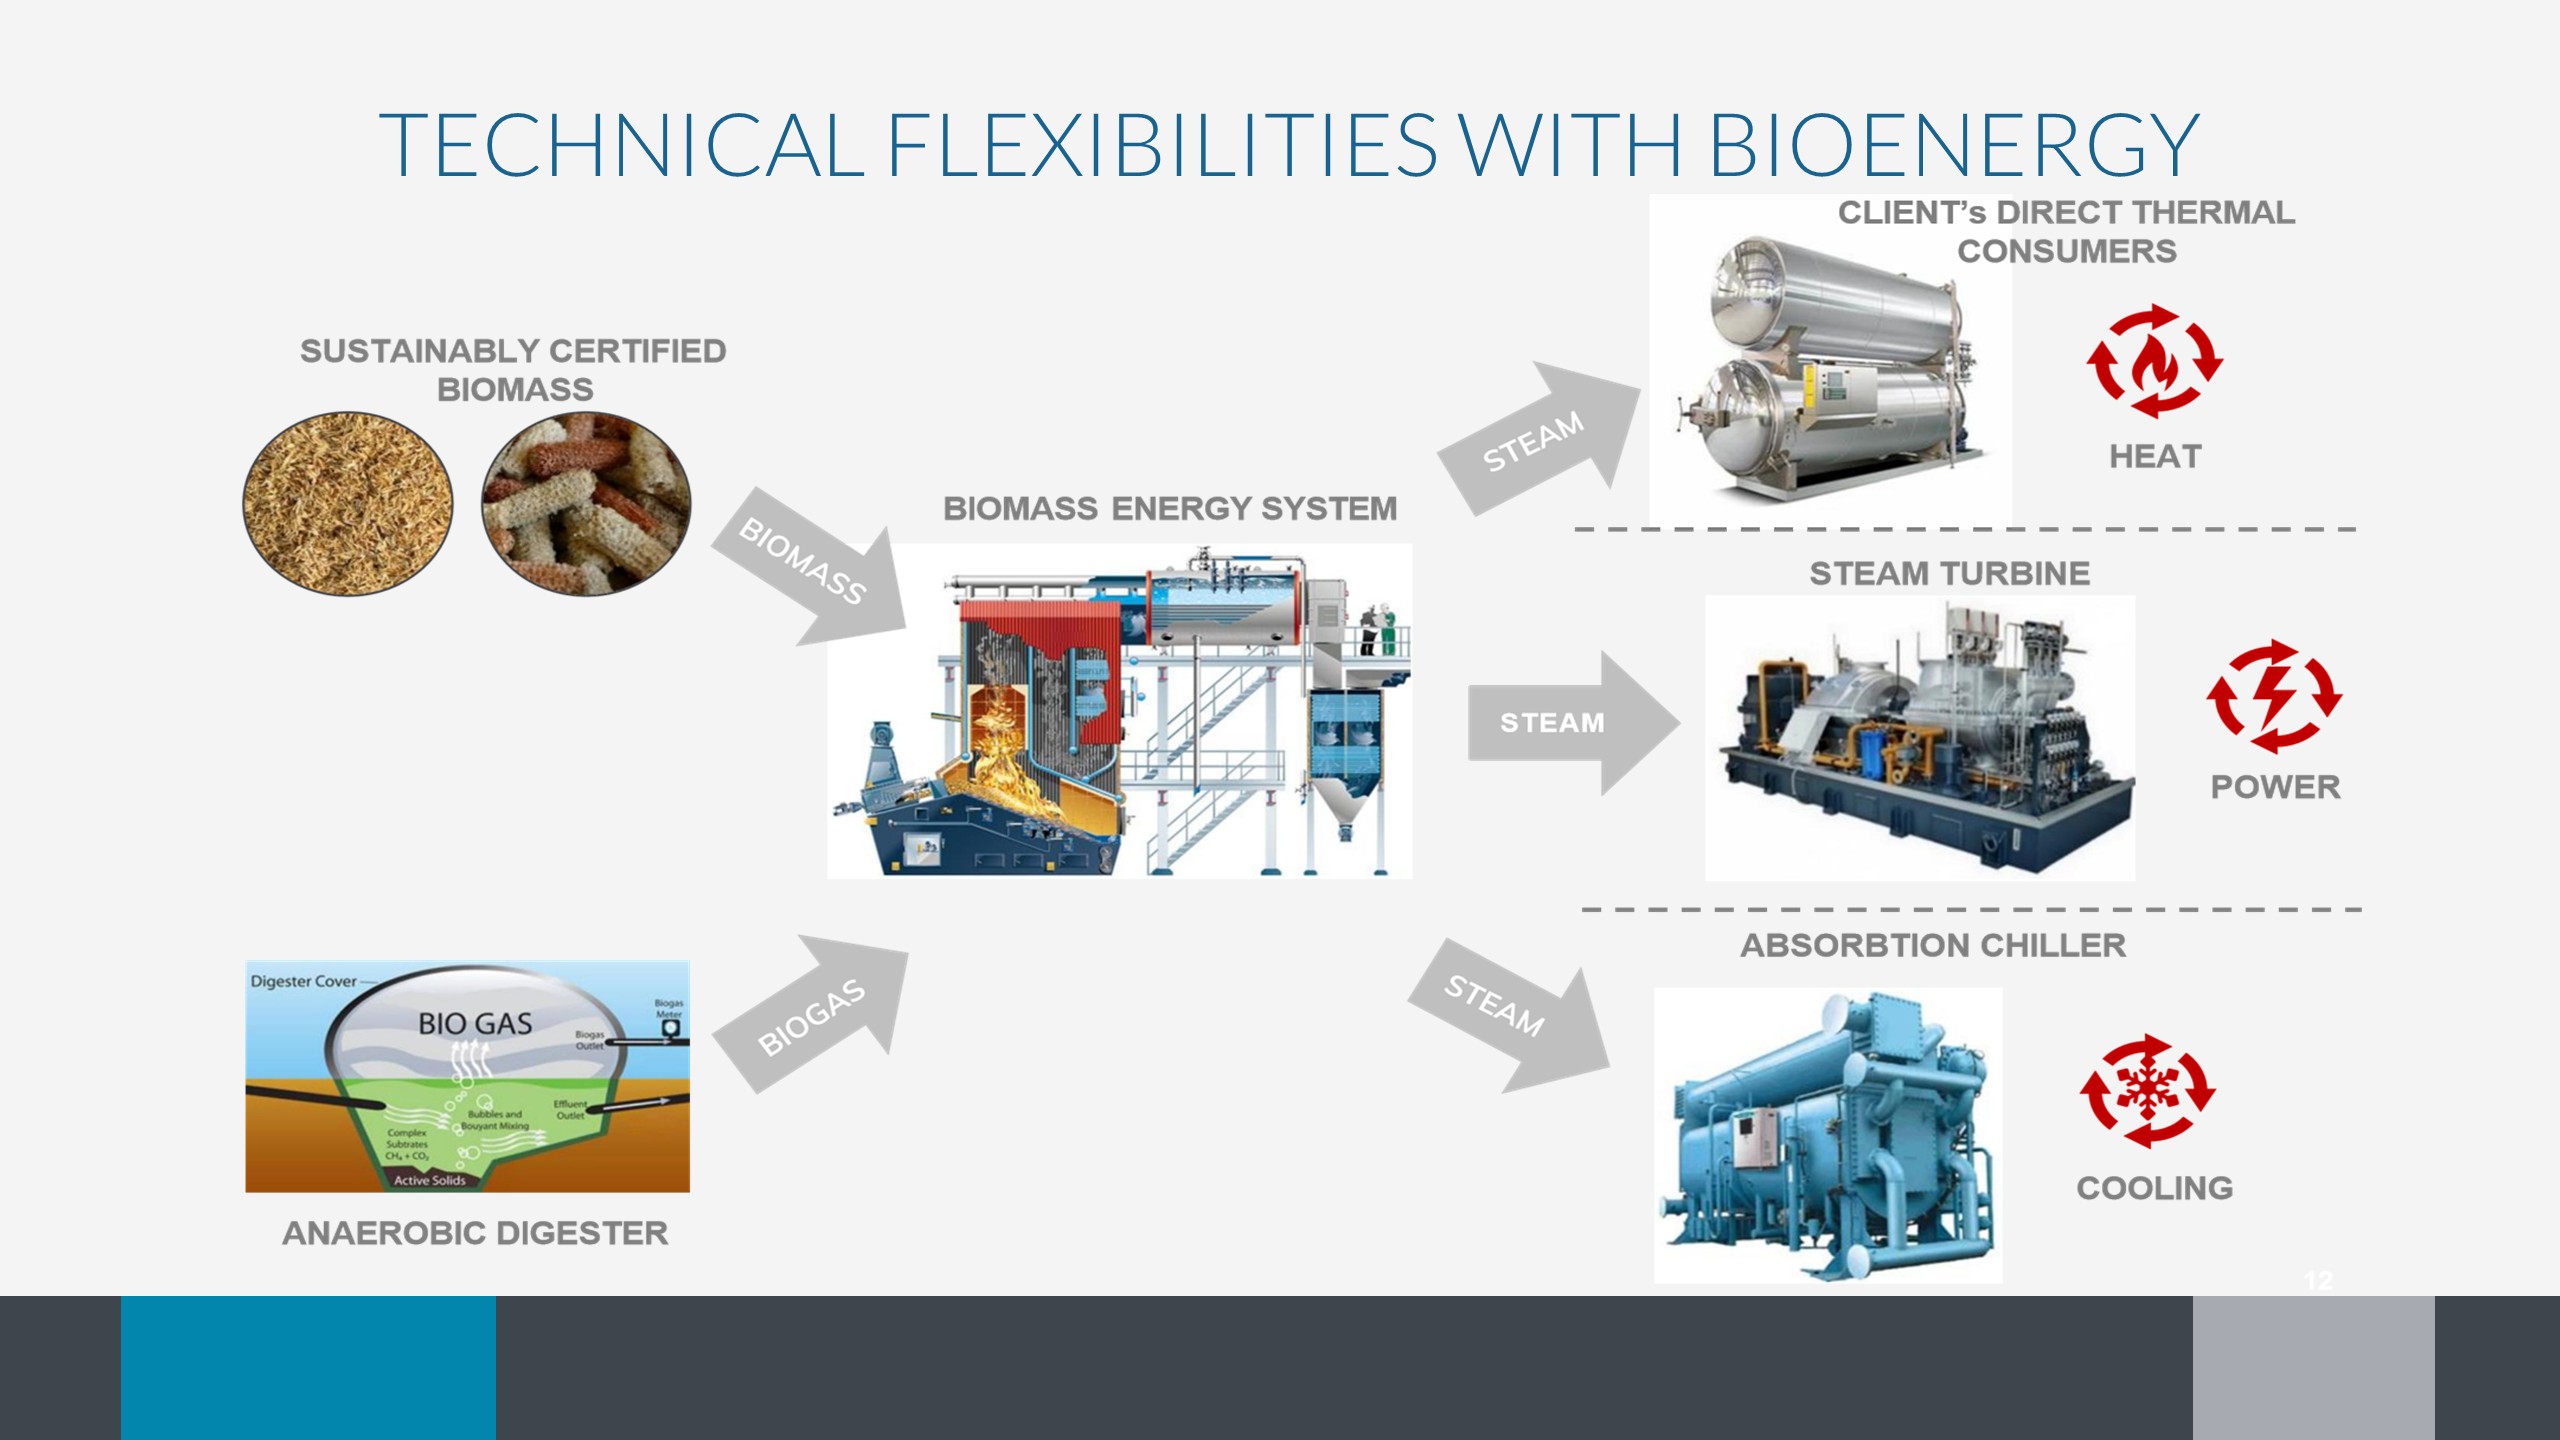 TECHNICAL FLEXIBILITIES WITH BIOENERGY
CLIENT's DIRECT THERMAL
CONSUMERS
SUSTAINABLY CERTIFIED
BIOMASS
HEAT
STEAM
BIOMASS
BIOMASS ENERGY SYSTEM
STEAM TURBINE
STEAM
POWER
ABSORBTION CHILLER
Digester Cover
BIO GAS
Biogas
Meter
Biogas
Outlet
Effluent
Outlet
Bubbles and
Bouyant Mixing
Complex
Subtrates
CH₄ + CO₂
Active Solids
BIOGAS
STEAM
COOLING
ANAEROBIC DIGESTER
12